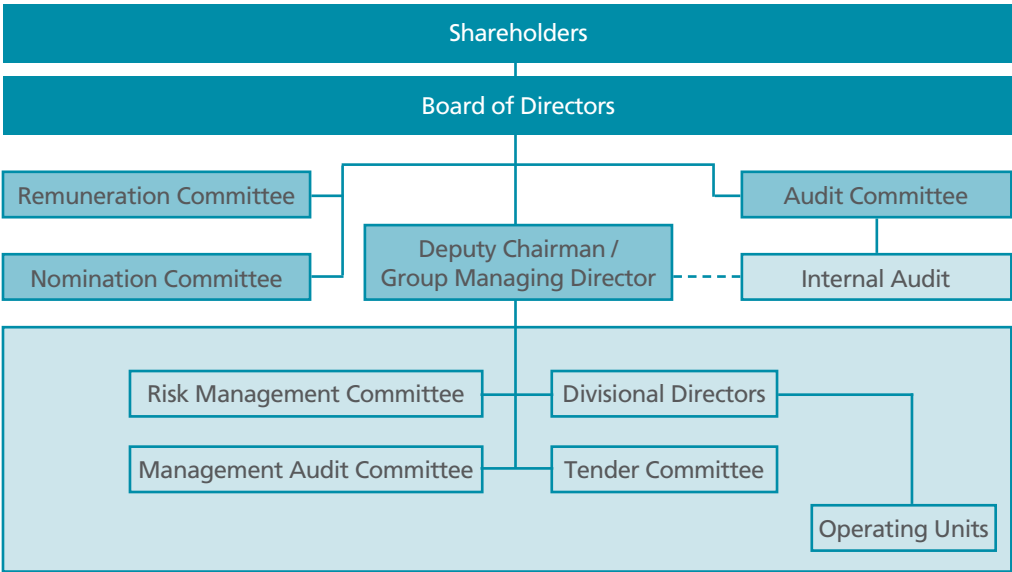 Shareholders
Board of Directors
Remuneration Committee
Audit Committee
Deputy Chairman /
Group Managing Director
Nomination Committee
Internal Audit
Risk Management Committee
Divisional Directors
Management Audit Committee
Tender Committee
Operating Units